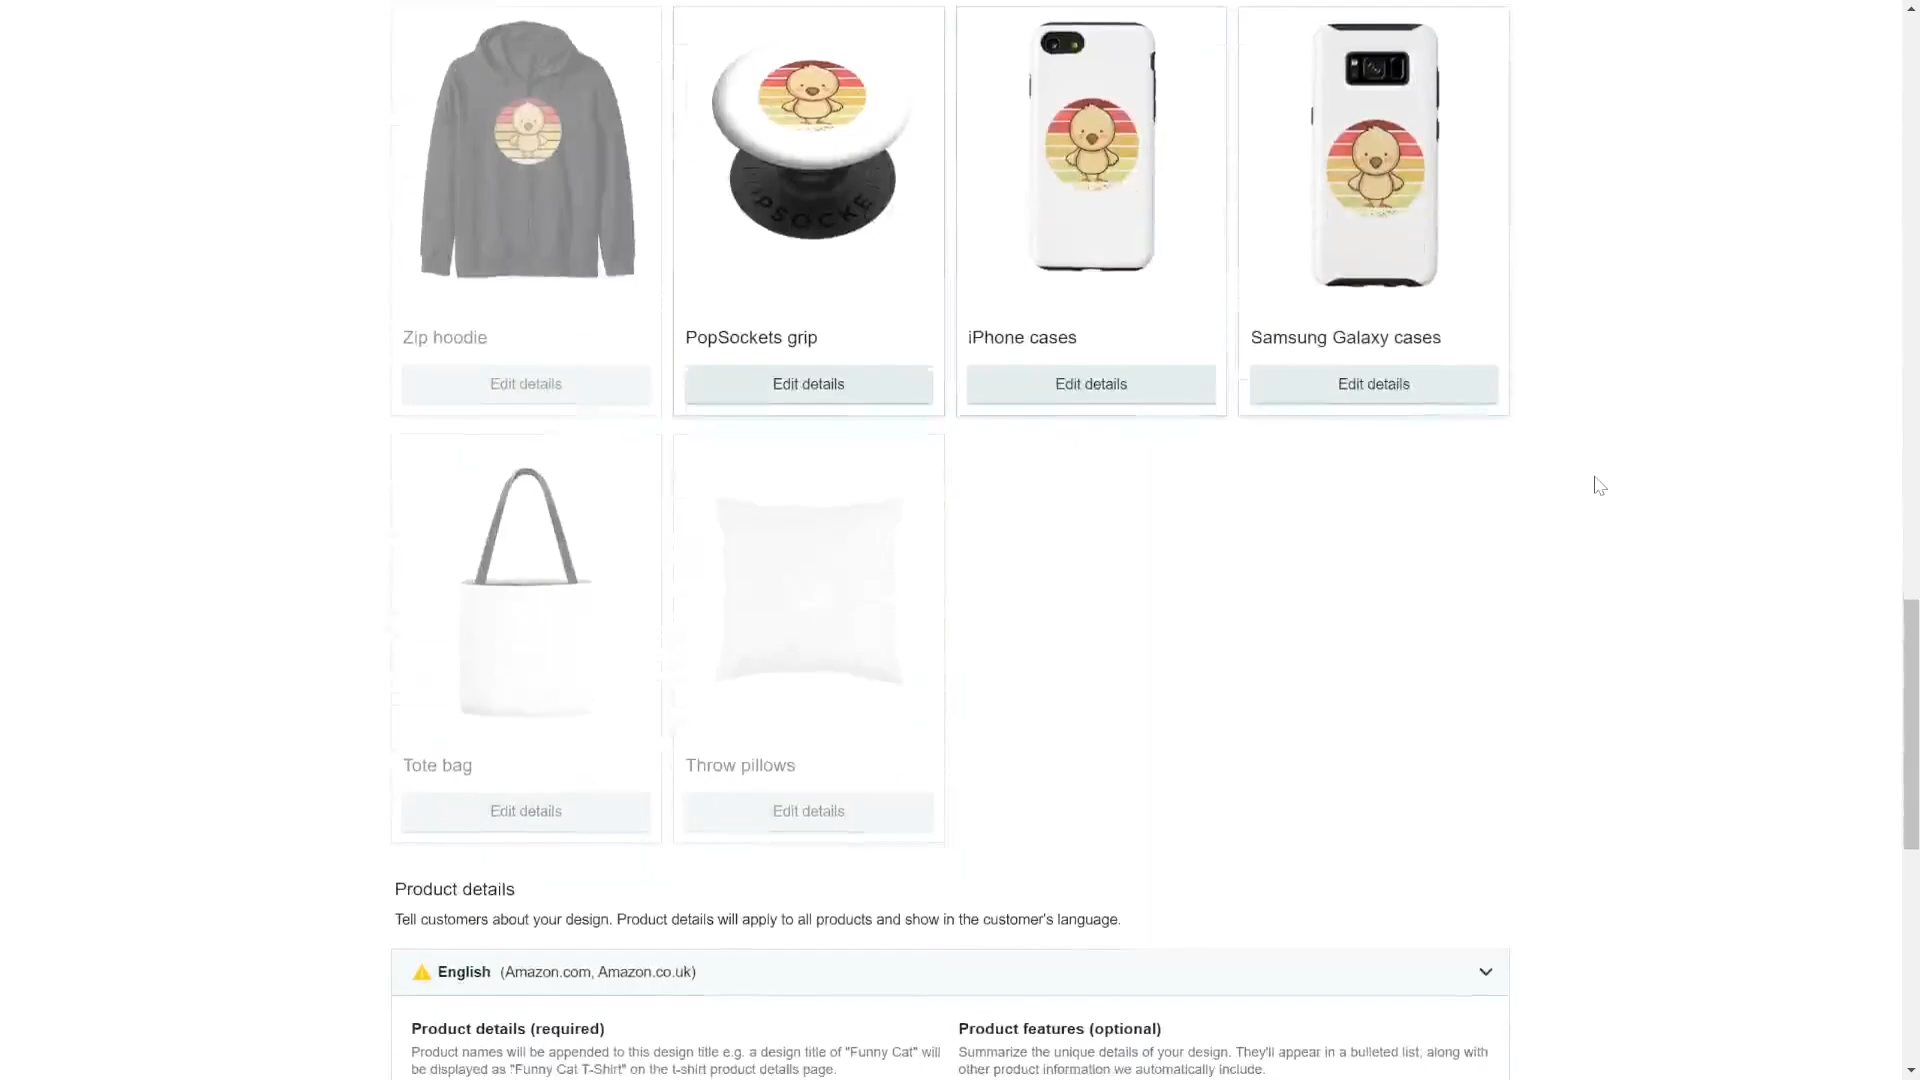 PSOCKE
Zip hoodie
PopSockets grip
iPhone cases
Samsung Galaxy cases
Edit details
Edit details
Edit details
Edit details
Tote bag
Throw pillows
Edit details
Edit details
Product details
Tell customers about your design. Product details will apply to all products and show in the customer's language.
English (Amazon.com, Amazon.co.uk)
Product details (required)
Product names will be appended to this design title e.g. a design title of "Funny Cat" will
be displayed as "Funny Cat T-Shirt" on the t-shirt product details page.
Product features (optional)
Summarize the unique details of your design. They'll appear in a bulleted list, along with
other product information we automatically include.